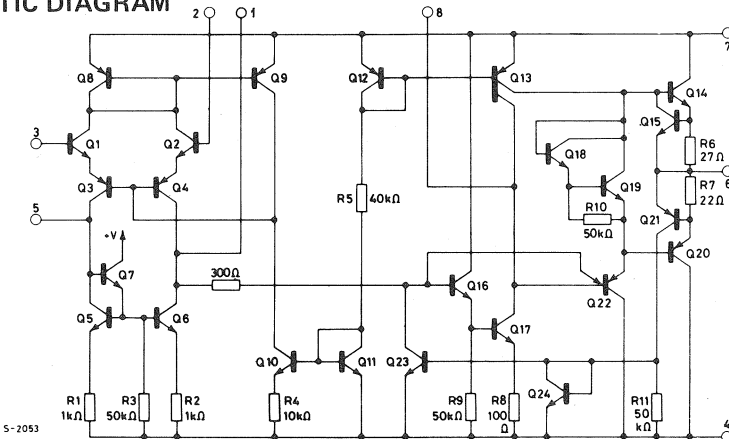 TIC DIAGRAM
2 1 8
7
Q8 Q9 Q12 Q13 Q14
Q15
3 Q1 Q2 Q18 R6
27Ω
6
Q3 Q4 R5 40kΩ Q19 R7
22Ω
5 R10
50kΩ
Q21
+V
Q7 300Ω Q16 Q22 Q20
Q5 Q6 Q17
Q10 Q11 Q23 Q24
R1
1kΩ
R3
50kΩ
R2
1kΩ
R4
10kΩ
R9
50kΩ
R8
100
Ω
R11
50
kΩ
S-2053
4